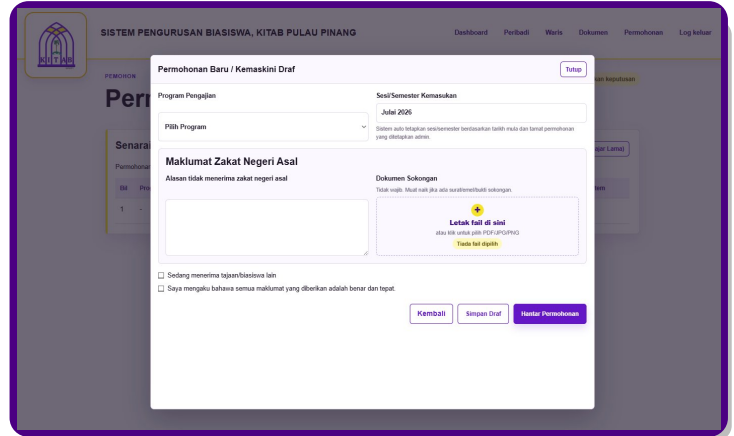 KITAB
SISTEM PENGURUSAN BIASISWA, KITAB PULAU PINANG
Dashboard Peribadi Waris Dokumen Permohonan Log keluar
PEMOHON
keputusan
Permohonan Baru / Kemaskini Draf
Tutup
Program Pengajian
Pilih Program
Sesi/Semester Kemasukan
Julai 2026
Sistem auto tetapkan sesi/semester berdasarkan tarikh mula dan tamat permohonan
yang ditetapkan admin.
Lama)
Bil
1 -
Maklumat Zakat Negeri Asal
Alasan tidak menerima zakat negeri asal
Dokumen Sokongan
Tidak wajib. Muat naik jika ada surat/emel/bukti sokongan.
+
Letak fail di sini
atau klik untuk pilih PDF/JPG/PNG
Tiada fail dipilih
Sedang menerima tajaan/biasiswa lain
Saya mengaku bahawa semua maklumat yang diberikan adalah benar dan tepat.
Kembali
Simpan Draf
Hantar Permohonan